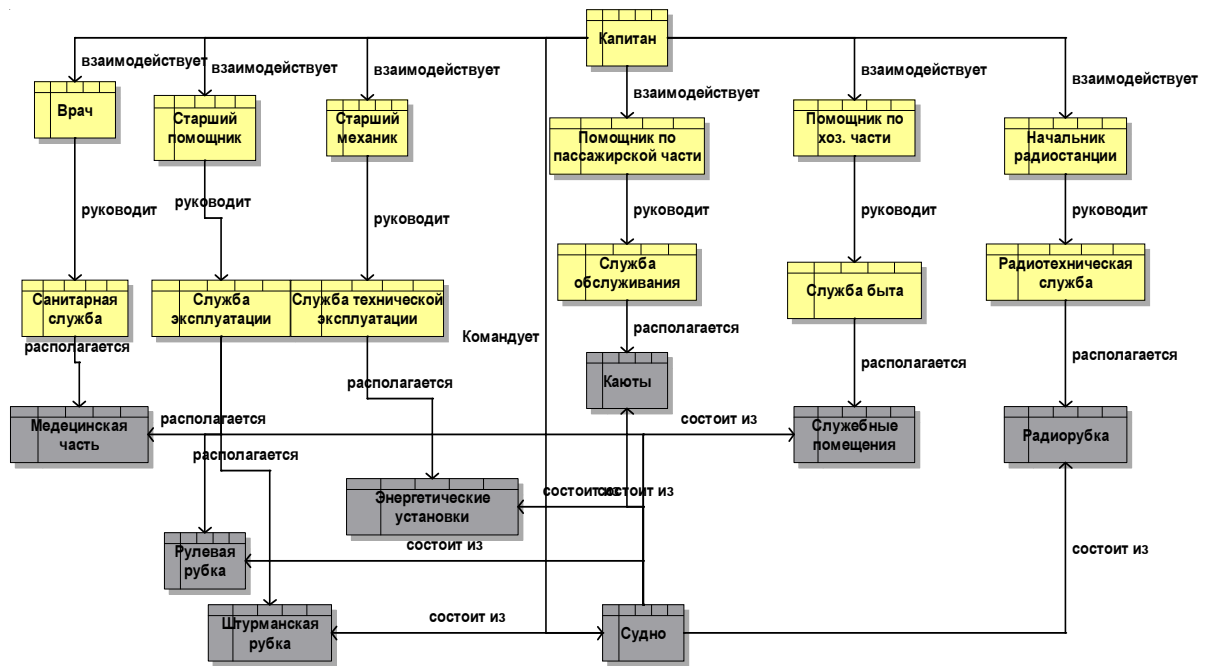 Капитан
взаимодействует
взаимодействует
взаимодействует
взаимодействует
взаимодействует
взаимодействует
Врач
Старший
помощник
Старший
механик
Помощник по
пассажирской части
Помощник по
хоз. части
Начальник
радиостанции
руководит
руководит
руководит
руководит
руководит
руководит
Санитарная
служба
Служба
эксплуатации
Служба технической
эксплуатации
Служба
обслуживания
Служба быта
Радиотехническая
служба
располагается
Командует
располагается
располагается
располагается
располагается
Каюты
Медецинская
часть
располагается
состоит из
Служебные
помещения
Радиорубка
располагается
Энергетические
установки
состоит из
состоит из
Рулевая
рубка
состоит из
состоит из
Штурманская
рубка
состоит из
Судно